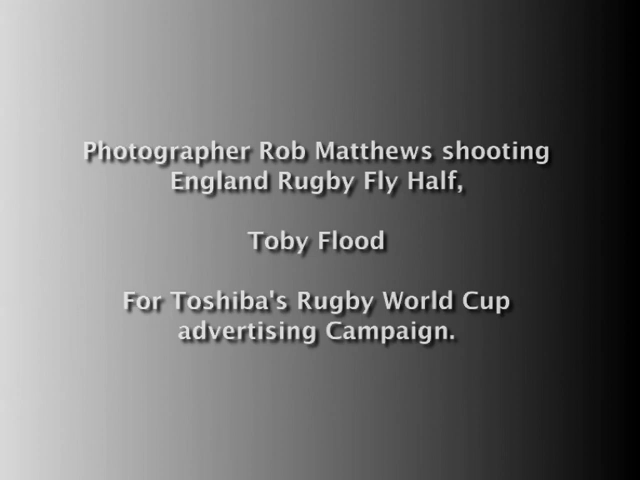 Photographer Rob Matthews shooting
England Rugby Fly Half,
Toby Flood
For Toshiba's Rugby World Cup
advertising Campaign.